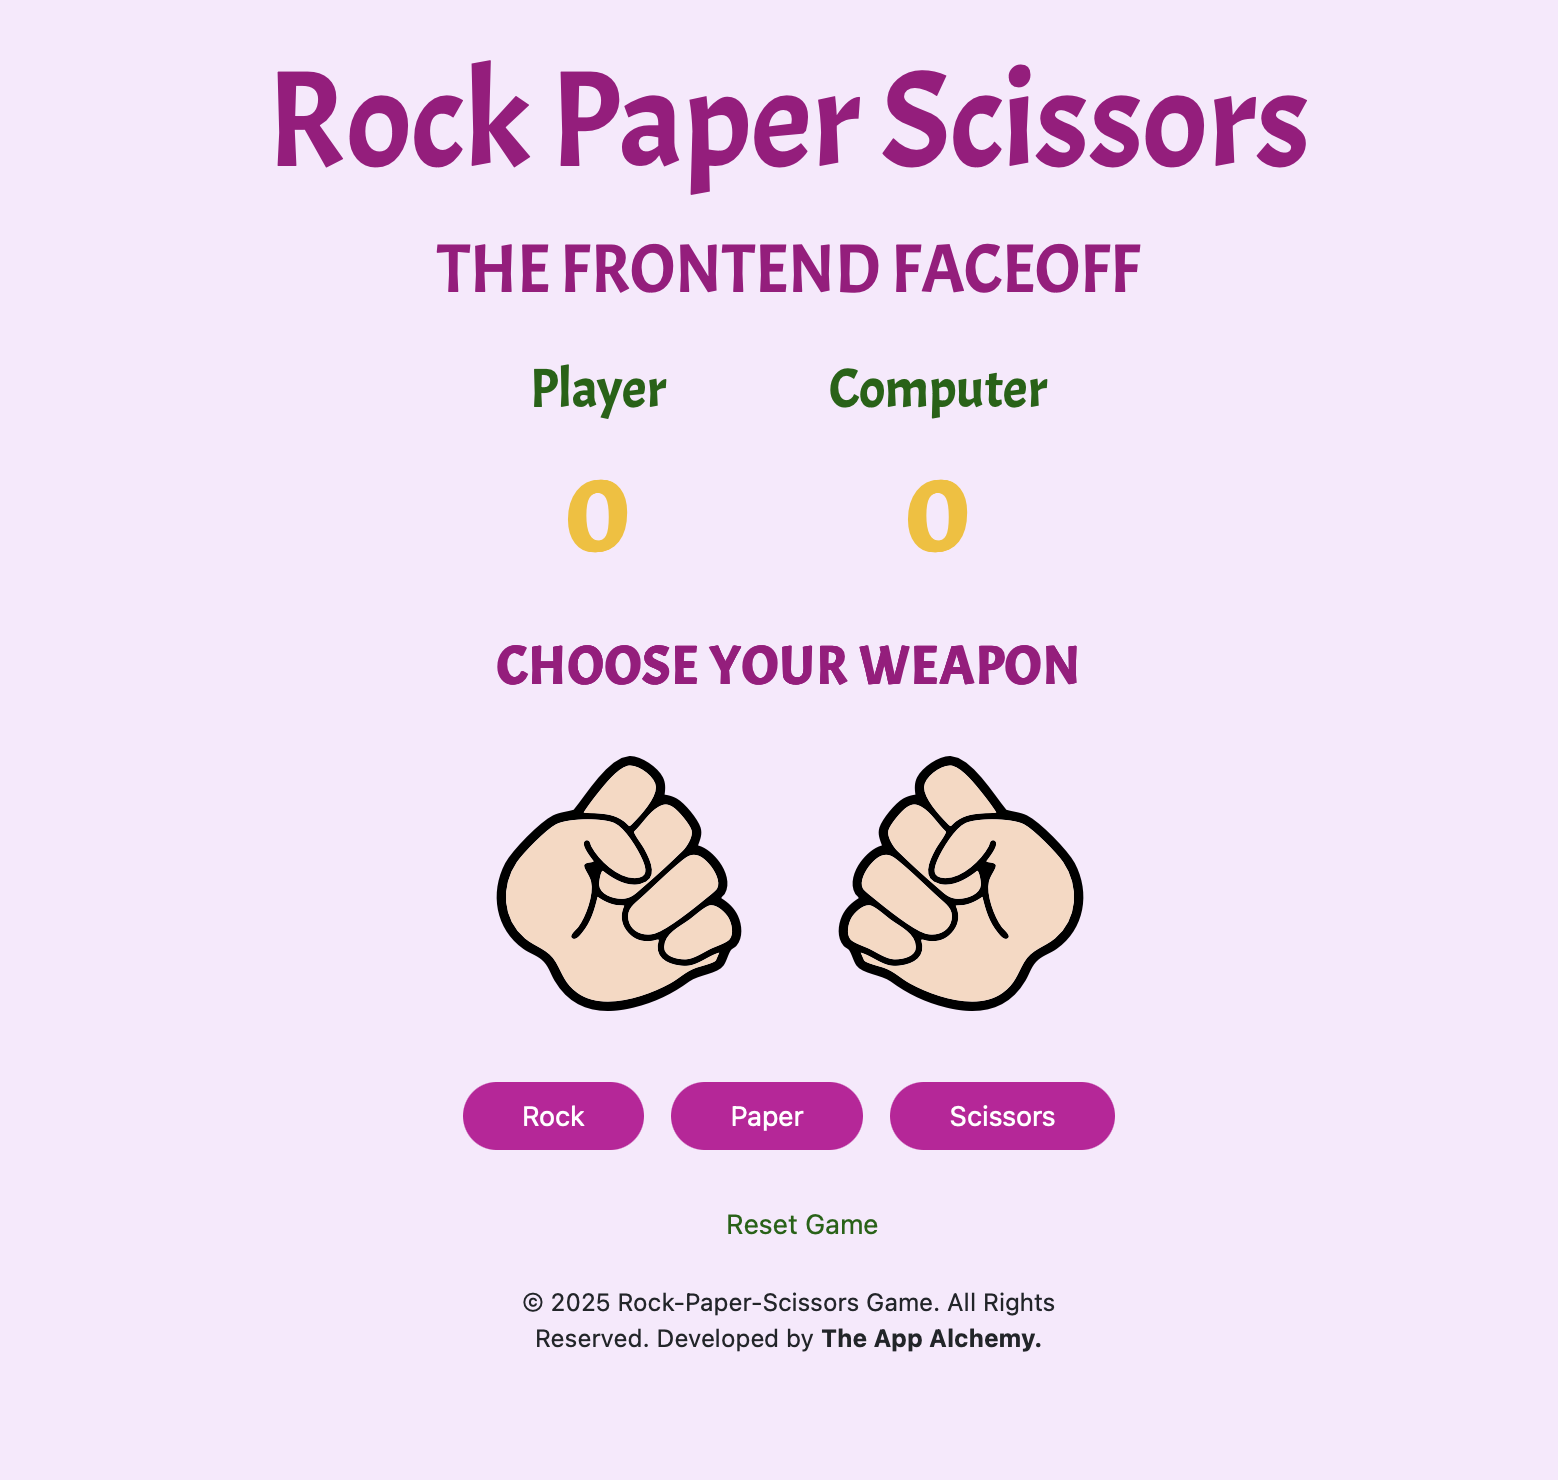 Rock Paper Scissors
THE FRONTEND FACEOFF
Player Computer
0 0
CHOOSE YOUR WEAPON
Rock Paper Scissors
Reset Game
© 2025 Rock-Paper-Scissors Game. All Rights
Reserved. Developed by The App Alchemy.